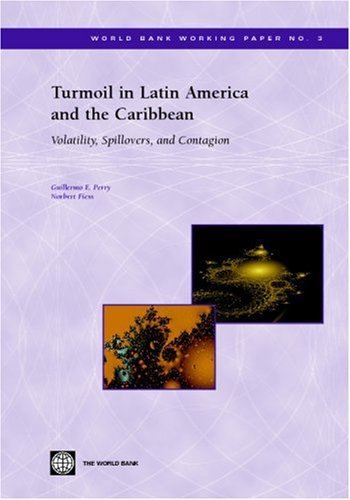 WORLD BANK WORKING PAPER NO. 3
Turmoil in Latin America
and the Caribbean
Volatility, Spillovers, and Contagion
Guillermo E. Perry
Norbert Fiess
THE WORLD BANK